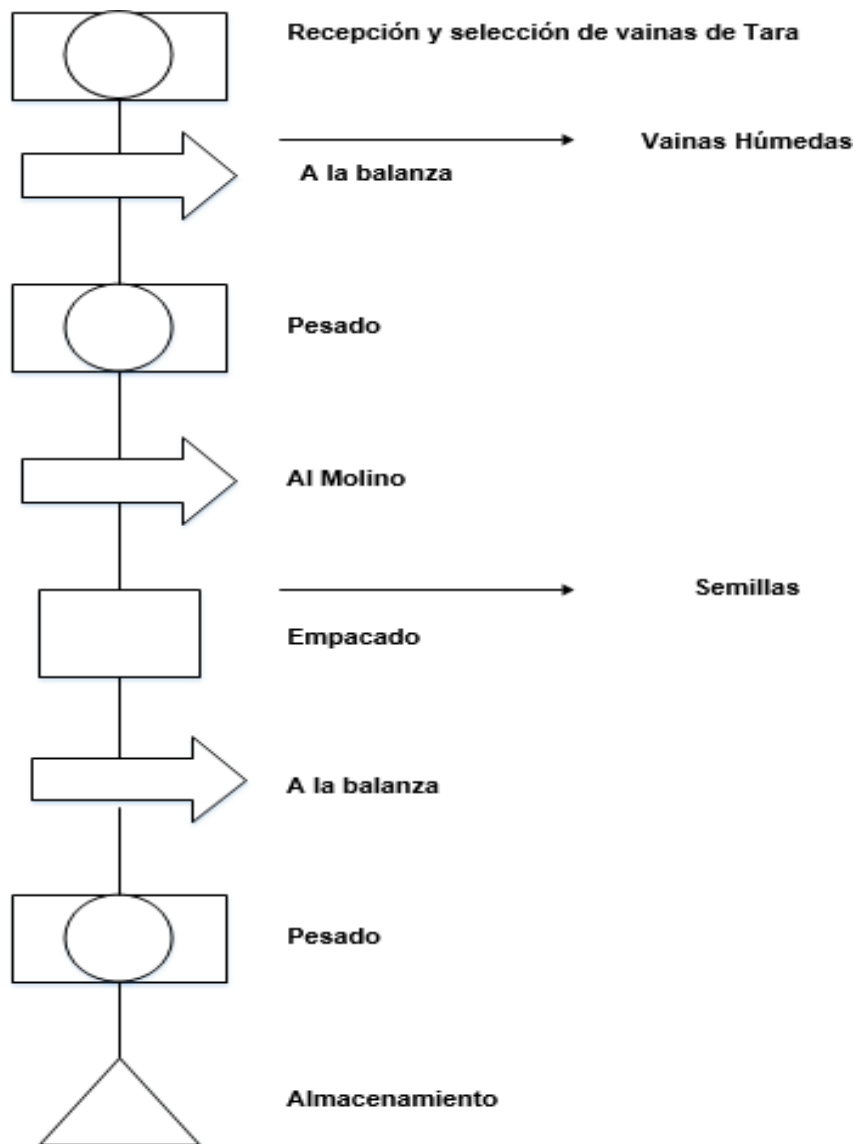 Recepción y selección de vainas de Tara
Vainas Húmedas
A la balanza
Pesado
Al Molino
Semillas
Empacado
A la balanza
Pesado
Almacenamiento